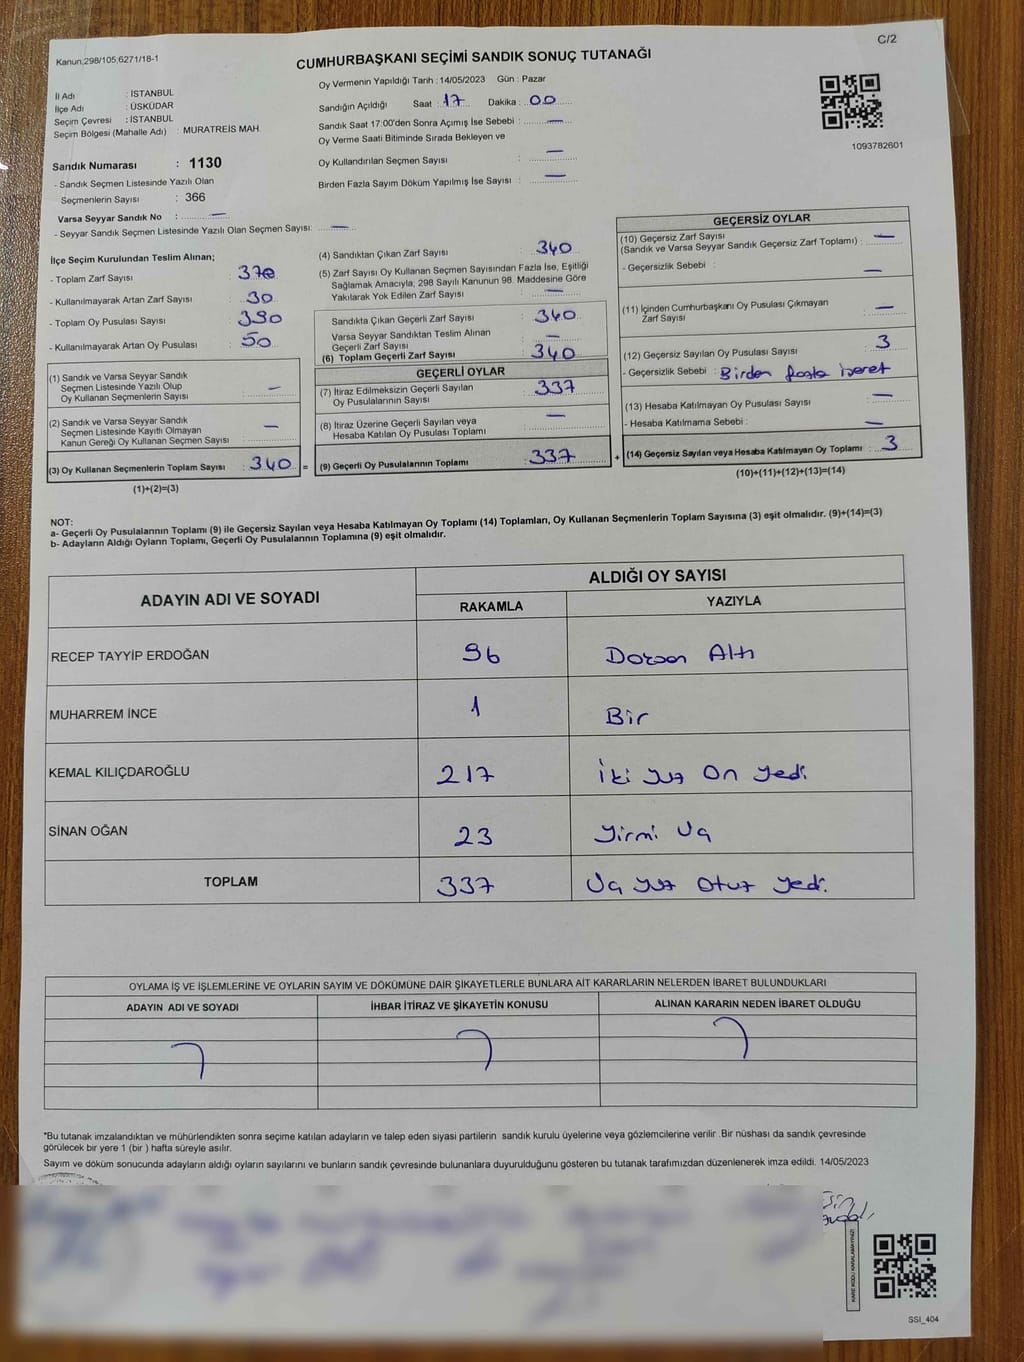 C/2
Kanun,298/105,6271/18-1
CUMHURBAŞKANI SEÇİMİ SANDIK SONUÇ TUTANAĞI
İl Adı : İSTANBUL
İlçe Adı : ÜSKÜDAR
Seçim Çevresi : İSTANBUL
Seçim Bölgesi (Mahalle Adı) : MURATREİS MAH.
Sandık Numarası : 1130
- Sandık Seçmen Listesinde Yazılı Olan
Seçmenlerin Sayısı : 366
Varsa Seyyar Sandık No : —
- Seyyar Sandık Seçmen Listesinde Yazılı Olan Seçmen Sayısı: —
Oy Vermenin Yapıldığı Tarih : 14/05/2023 Gün : Pazar
Sandığın Açıldığı Saat : 17 Dakika : 00
Sandık Saat 17:00'den Sonra Açımış İse Sebebi : —
Oy Verme Saati Bitiminde Sırada Bekleyen ve
Oy Kullandırılan Seçmen Sayısı : —
Birden Fazla Sayım Döküm Yapılmış İse Sayısı : —
1093782601
İlçe Seçim Kurulundan Teslim Alınan;
- Toplam Zarf Sayısı : 370
- Kullanılmayarak Artan Zarf Sayısı : 30
- Toplam Oy Pusulası Sayısı : 390
- Kullanılmayarak Artan Oy Pusulası : 50
(1) Sandık ve Varsa Seyyar Sandık
Seçmen Listesinde Yazılı Olup
Oy Kullanan Seçmenlerin Sayısı : —
(2) Sandık ve Varsa Seyyar Sandık
Seçmen Listesinde Kayıtlı Olmayan
Kanun Gereği Oy Kullanan Seçmen Sayısı : —
(3) Oy Kullanan Seçmenlerin Toplam Sayısı : 340 =
(1)+(2)=(3)
(4) Sandıktan Çıkan Zarf Sayısı : 340
(5) Zarf Sayısı Oy Kullanan Seçmen Sayısından Fazla İse, Eşitliği
Sağlamak Amacıyla, 298 Sayılı Kanunun 98. Maddesine Göre
Yakılarak Yok Edilen Zarf Sayısı : —
Sandıkta Çıkan Geçerli Zarf Sayısı : 340
Varsa Seyyar Sandıktan Teslim Alınan
Geçerli Zarf Sayısı : —
(6) Toplam Geçerli Zarf Sayısı : 340
GEÇERLİ OYLAR
(7) İtiraz Edilmeksizin Geçerli Sayılan
Oy Pusulalarının Sayısı : 337
(8) İtiraz Üzerine Geçerli Sayılan veya
Hesaba Katılan Oy Pusulası Toplamı : —
(9) Geçerli Oy Pusulalarının Toplamı : 337 +
GEÇERSİZ OYLAR
(10) Geçersiz Zarf Sayısı
(Sandık ve Varsa Seyyar Sandık Geçersiz Zarf Toplamı) : —
- Geçersizlik Sebebi : —
(11) İçinden Cumhurbaşkanı Oy Pusulası Çıkmayan
Zarf Sayısı : —
(12) Geçersiz Sayılan Oy Pusulası Sayısı : 3
- Geçersizlik Sebebi : Birden fazla işaret
(13) Hesaba Katılmayan Oy Pusulası Sayısı : —
- Hesaba Katılmama Sebebi : —
(14) Geçersiz Sayılan veya Hesaba Katılmayan Oy Toplamı : 3
(10)+(11)+(12)+(13)=(14)
NOT:
a- Geçerli Oy Pusulalarının Toplamı (9) ile Geçersiz Sayılan veya Hesaba Katılmayan Oy Toplamı (14) Toplamları, Oy Kullanan Seçmenlerin Toplam Sayısına (3) eşit olmalıdır. (9)+(14)=(3)
b- Adayların Aldığı Oyların Toplamı, Geçerli Oy Pusulalarının Toplamına (9) eşit olmalıdır.
ADAYIN ADI VE SOYADI ALDIĞI OY SAYISI
RAKAMLA YAZIYLA
RECEP TAYYIP ERDOĞAN 96 Doksan Altı
MUHARREM İNCE 1 Bir
KEMAL KILIÇDAROĞLU 217 İki yüz On yedi
SİNAN OĞAN 23 Yirmi Üç
TOPLAM 337 Üç yüz Otuz yedi
OYLAMA İŞ VE İŞLEMLERİNE VE OYLARIN SAYIM VE DÖKÜMÜNE DAİR ŞİKAYETLERLE BUNLARA AİT KARARLARIN NELERDEN İBARET BULUNDUKLARI
ADAYIN ADI VE SOYADI İHBAR İTİRAZ VE ŞİKAYETİN KONUSU ALINAN KARARIN NEDEN İBARET OLDUĞU
*Bu tutanak imzalandıktan ve mühürlendikten sonra seçime katılan adayların ve talep eden siyasi partilerin sandık kurulu üyelerine veya gözlemcilerine verilir .Bir nüshası da sandık çevresinde
görülecek bir yere 1 (bir ) hafta süreyle asılır.
Sayım ve döküm sonucunda adayların aldığı oyların sayılarını ve bunların sandık çevresinde bulunanlara duyurulduğunu gösteren bu tutanak tarafımızdan düzenlenerek imza edildi. 14/05/2023
KARE KODU KARALAMAYINIZ!
SSI_404